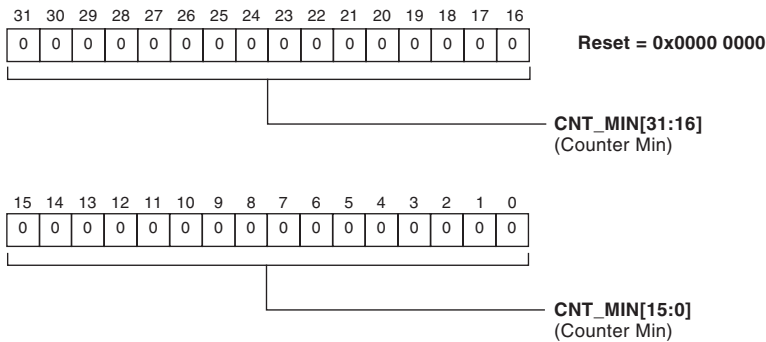 31 30 29 28 27 26 25 24 23 22 21 20 19 18 17 16
0 0 0 0 0 0 0 0 0 0 0 0 0 0 0 0 Reset = 0x0000 0000
CNT_MIN[31:16]
(Counter Min)
15 14 13 12 11 10 9 8 7 6 5 4 3 2 1 0
0 0 0 0 0 0 0 0 0 0 0 0 0 0 0 0
CNT_MIN[15:0]
(Counter Min)